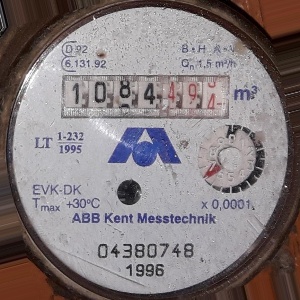 D 92
6.131.92
B · H A · V
Qn 1,5 m³/h
1084,494 m³
LT 1-232
1995
EVK-DK
Tmax +30°C
x 0,0001
ABB Kent Messtechnik
04380748
1996